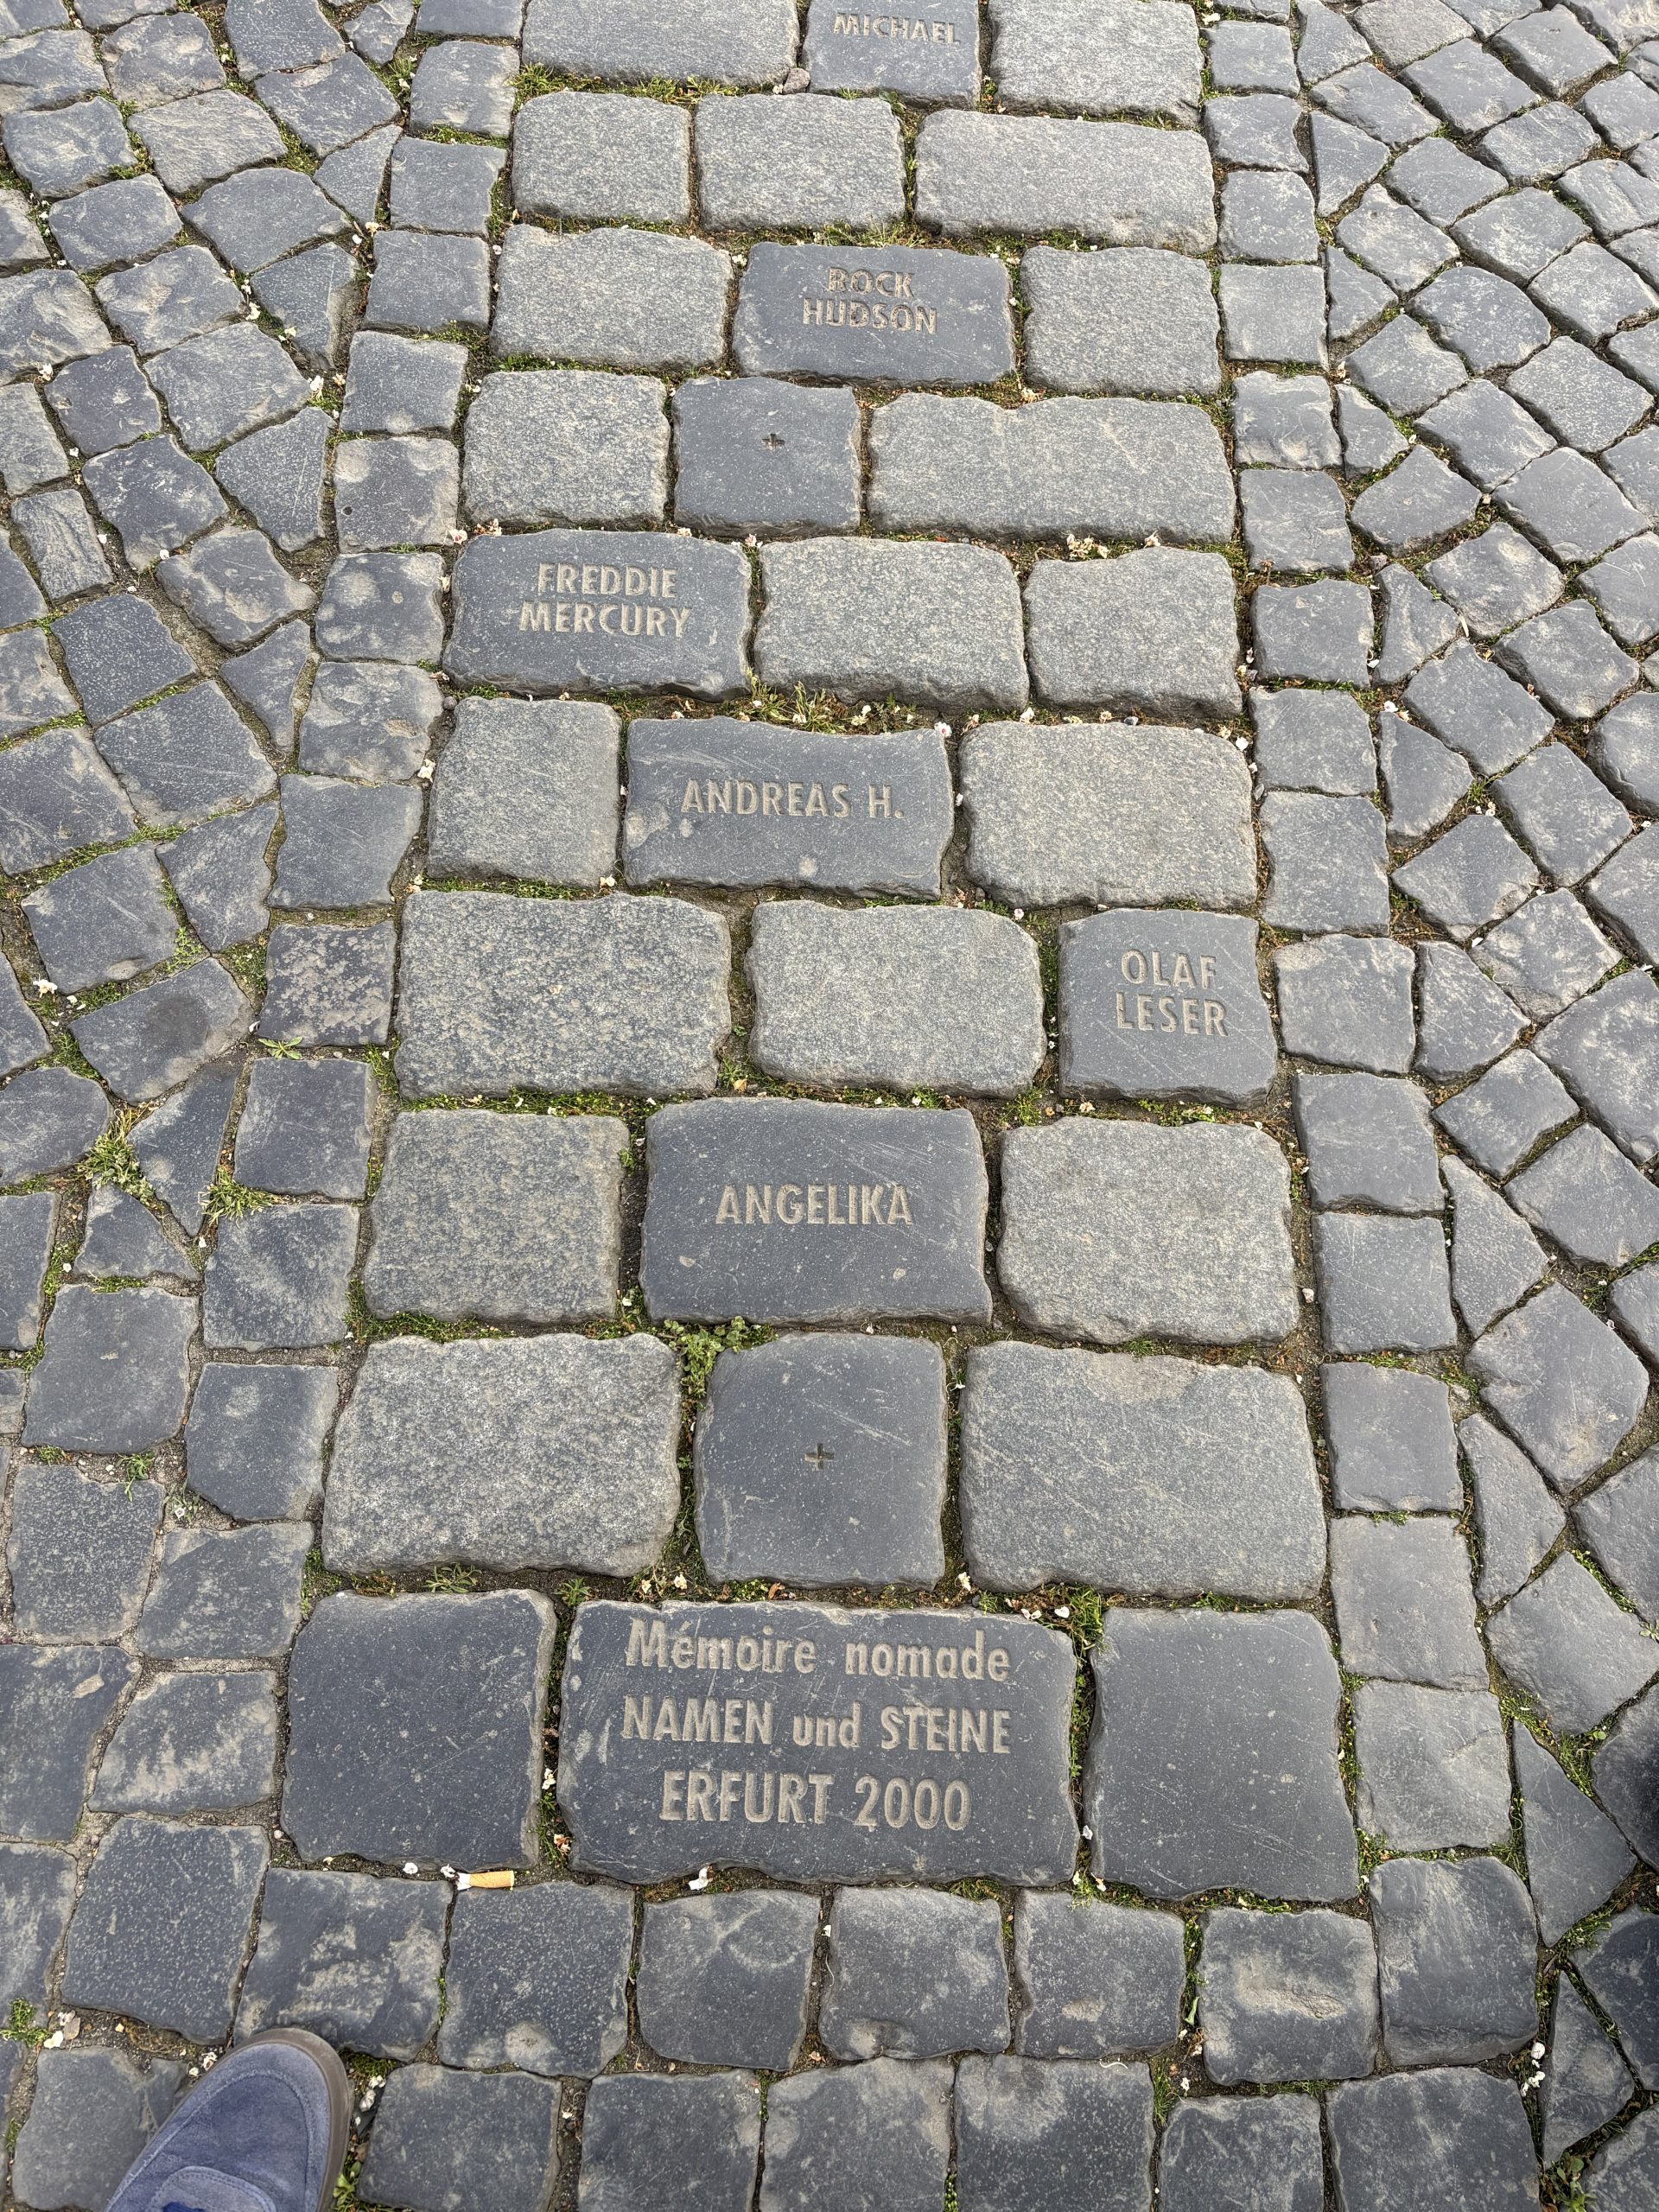 MICHAEL
ROCK
HUDSON
+
FREDDIE
MERCURY
ANDREAS H.
OLAF
LESER
ANGELIKA
+
Mémoire nomade
NAMEN und STEINE
ERFURT 2000